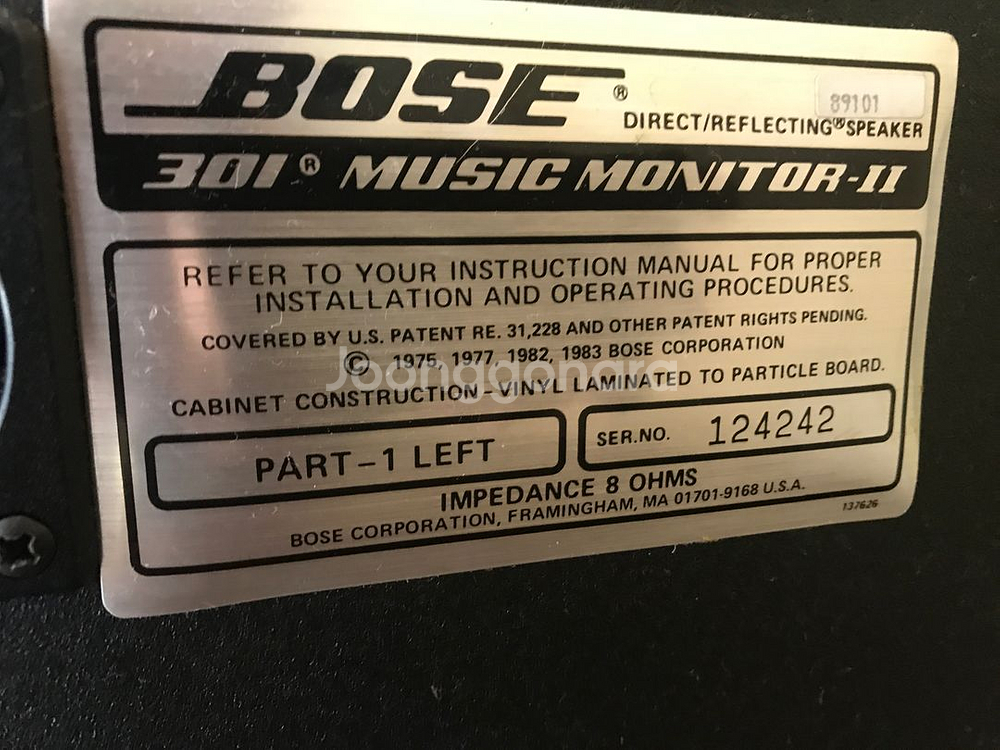 BOSE®
89101
DIRECT/REFLECTING® SPEAKER
301® MUSIC MONITOR-II
REFER TO YOUR INSTRUCTION MANUAL FOR PROPER
INSTALLATION AND OPERATING PROCEDURES.
COVERED BY U.S. PATENT RE. 31,228 AND OTHER PATENT RIGHTS PENDING.
© 1975, 1977, 1982, 1983 BOSE CORPORATION
Joonggonara
CABINET CONSTRUCTION-VINYL LAMINATED TO PARTICLE BOARD.
PART-1 LEFT
SER.NO. 124242
IMPEDANCE 8 OHMS
BOSE CORPORATION, FRAMINGHAM, MA 01701-9168 U.S.A.
137626